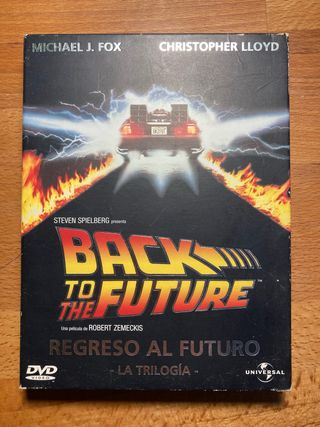 MICHAEL J. FOX CHRISTOPHER LLOYD
STEVEN SPIELBERG presenta
BACK
TO THE FUTURE™
Una película de ROBERT ZEMECKIS
REGRESO AL FUTURO
- LA TRILOGÍA -
DVD
VIDEO
UNIVERSAL